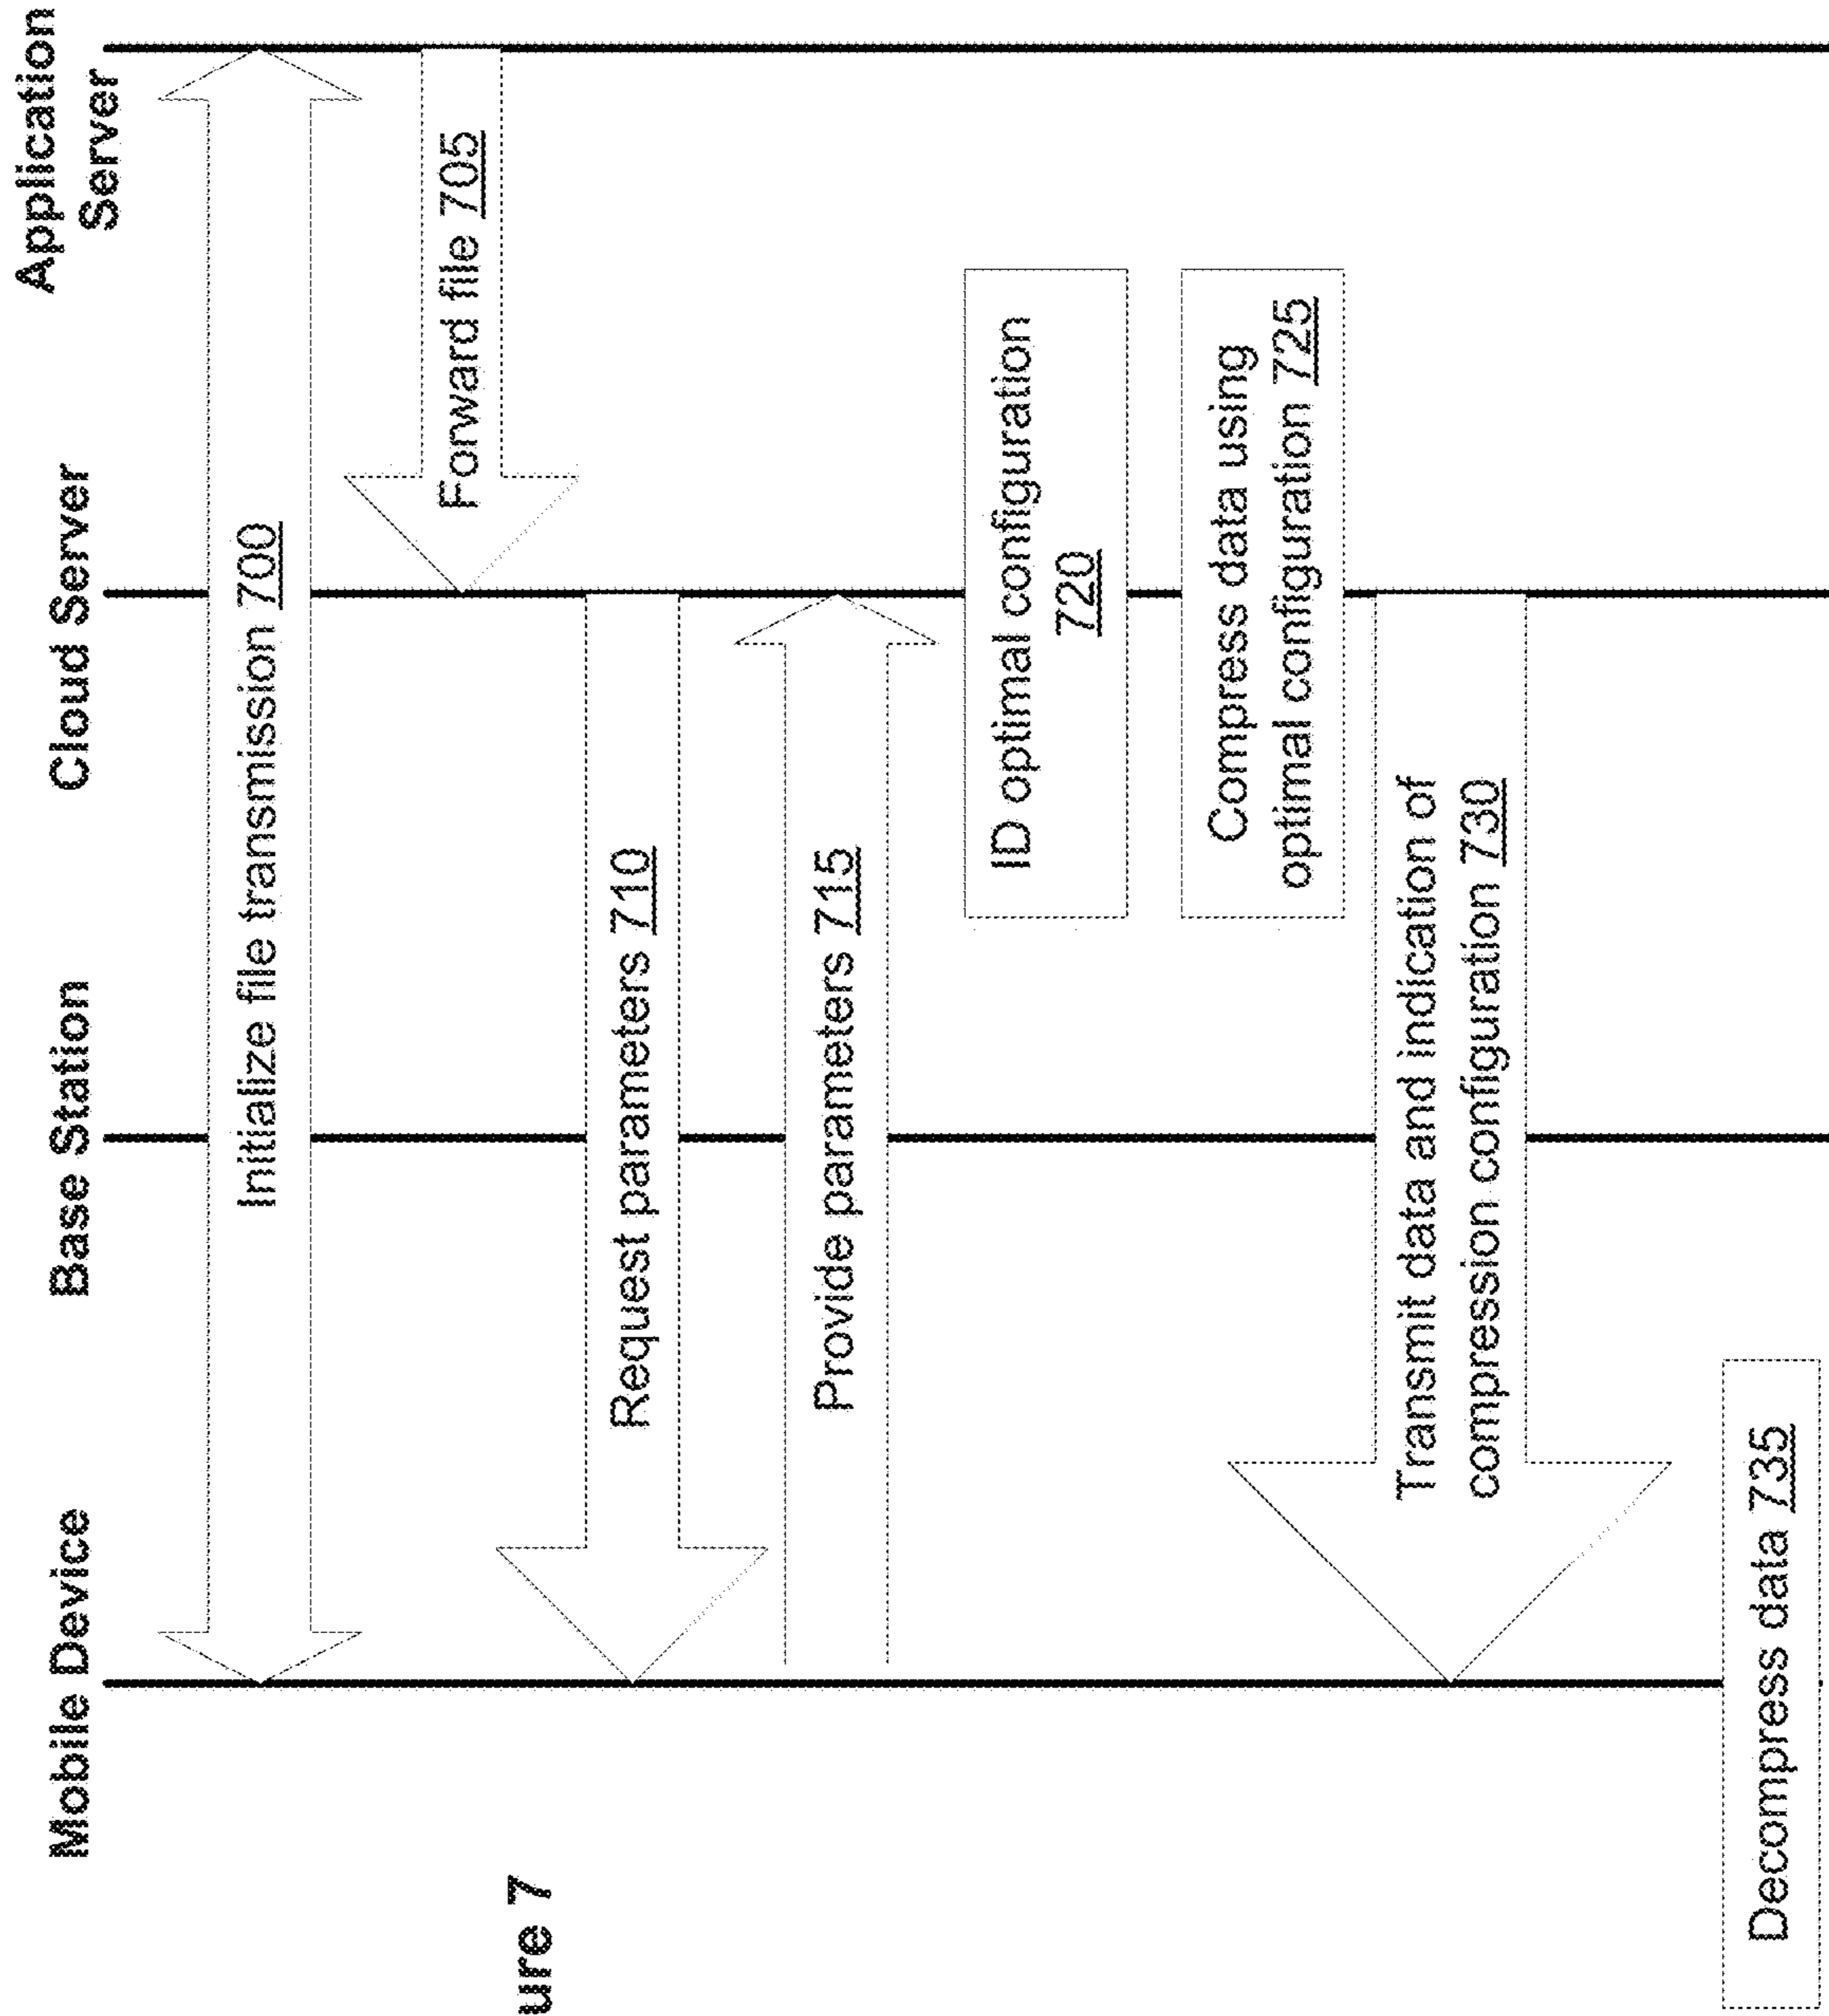 Mobile Device
Base Station
Cloud Server
Application
Server
Initialize file transmission 700
Forward file 705
ure 7
Request parameters 710
Provide parameters 715
ID optimal configuration
720
Compress data using
optimal configuration 725
Transmit data and indication of
compression configuration 730
Decompress data 735